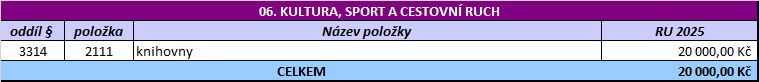 06. KULTURA, SPORT A CESTOVNÍ RUCH
oddíl § položka Název položky RU 2025
3314 2111 knihovny 20 000,00 Kč
CELKEM 20 000,00 Kč